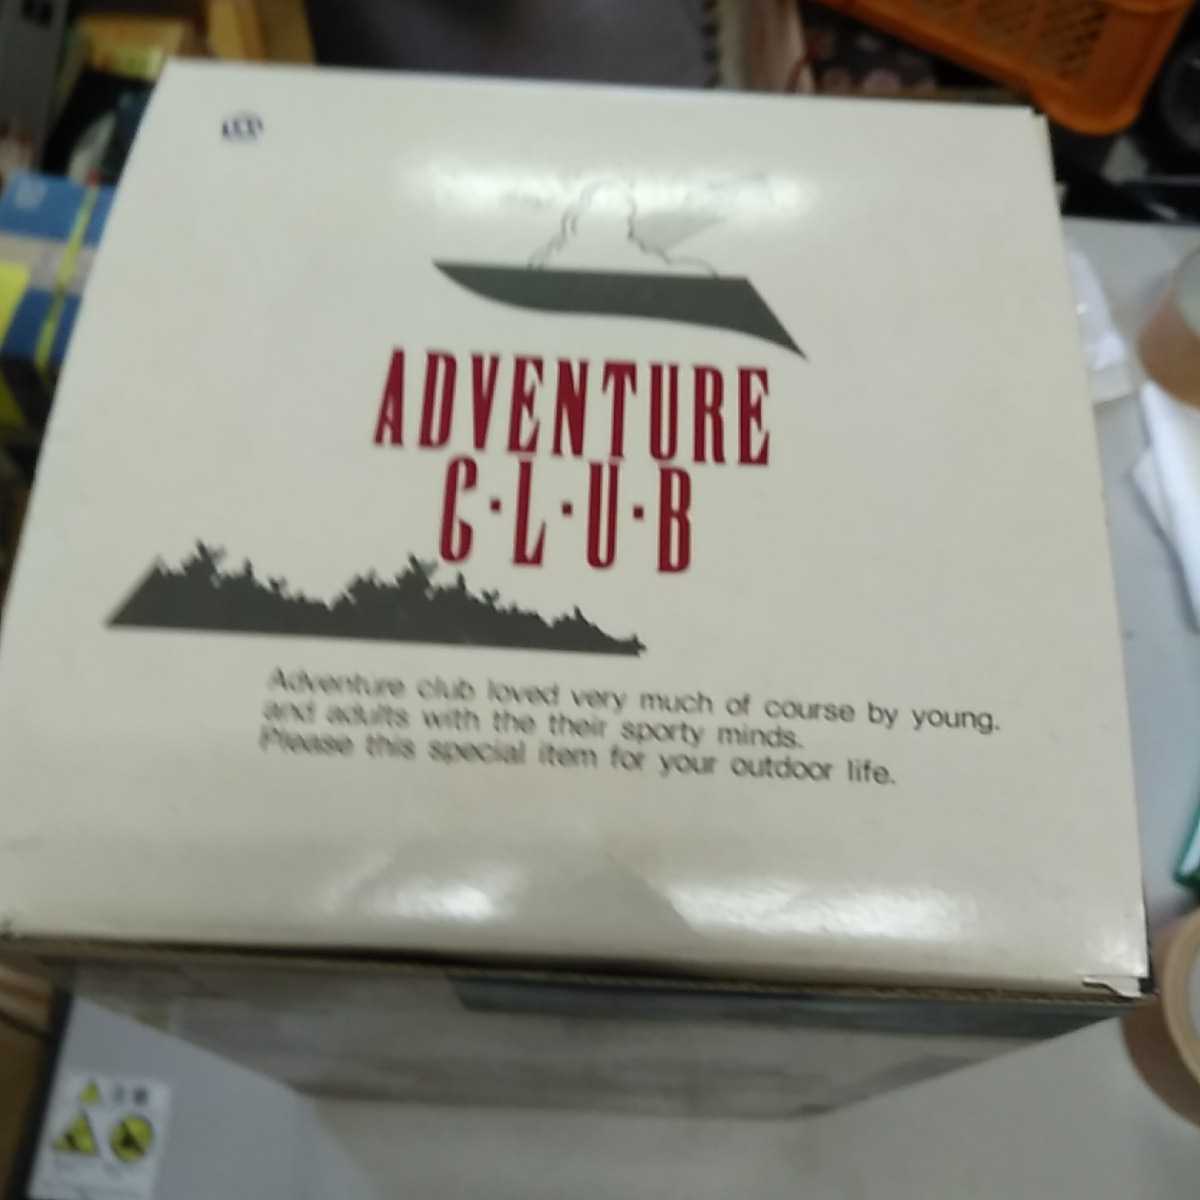 ADVENTURE
C·L·U·B
Adventure club loved very much of course by young.
and adults with the their sporty minds.
Please this special item for your outdoor life.